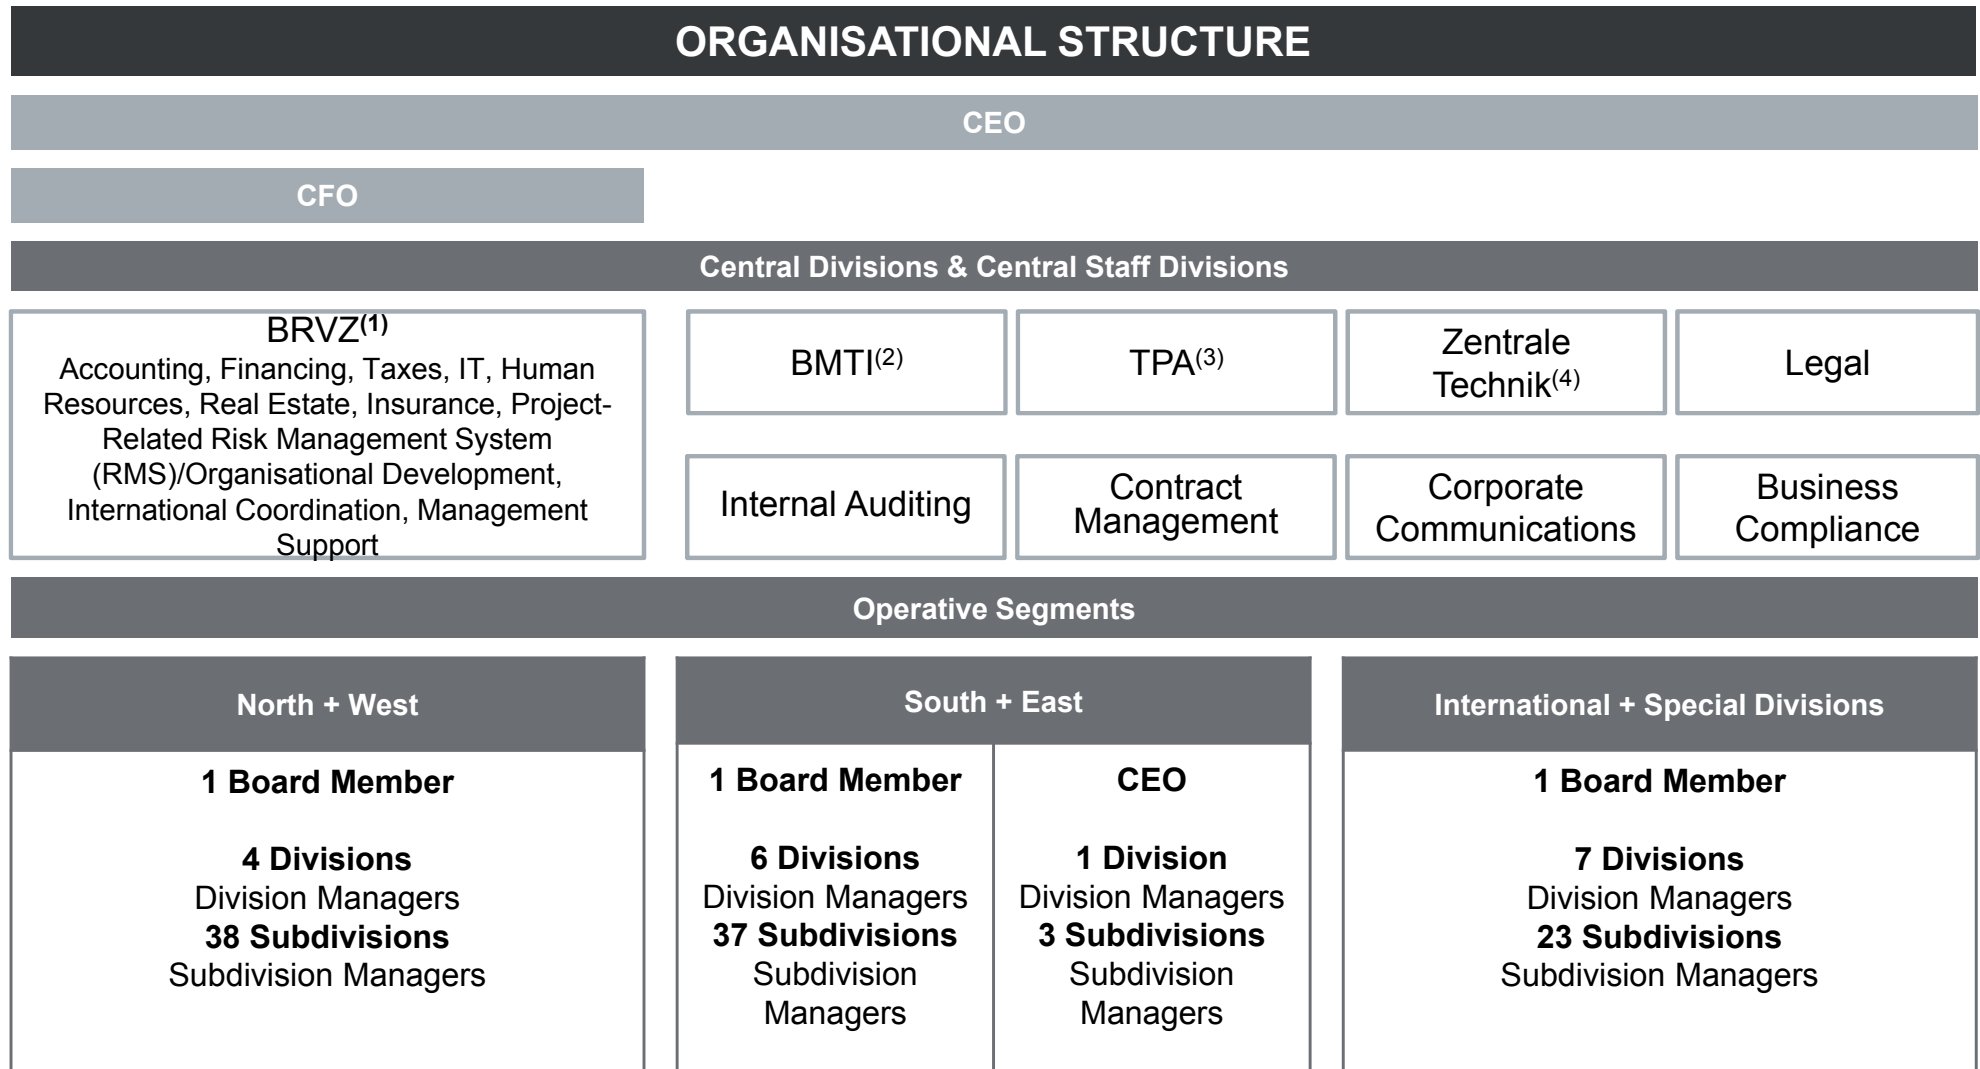 ORGANISATIONAL STRUCTURE
CEO
CFO
Central Divisions & Central Staff Divisions
BRVZ(1)
Accounting, Financing, Taxes, IT, Human
Resources, Real Estate, Insurance, Project-
Related Risk Management System
(RMS)/Organisational Development,
International Coordination, Management
Support
BMTI(2)
TPA(3)
Zentrale
Technik(4)
Legal
Internal Auditing
Contract
Management
Corporate
Communications
Business
Compliance
Operative Segments
North + West
1 Board Member
4 Divisions
Division Managers
38 Subdivisions
Subdivision Managers
South + East
1 Board Member
6 Divisions
Division Managers
37 Subdivisions
Subdivision
Managers
CEO
1 Division
Division Managers
3 Subdivisions
Subdivision
Managers
International + Special Divisions
1 Board Member
7 Divisions
Division Managers
23 Subdivisions
Subdivision Managers